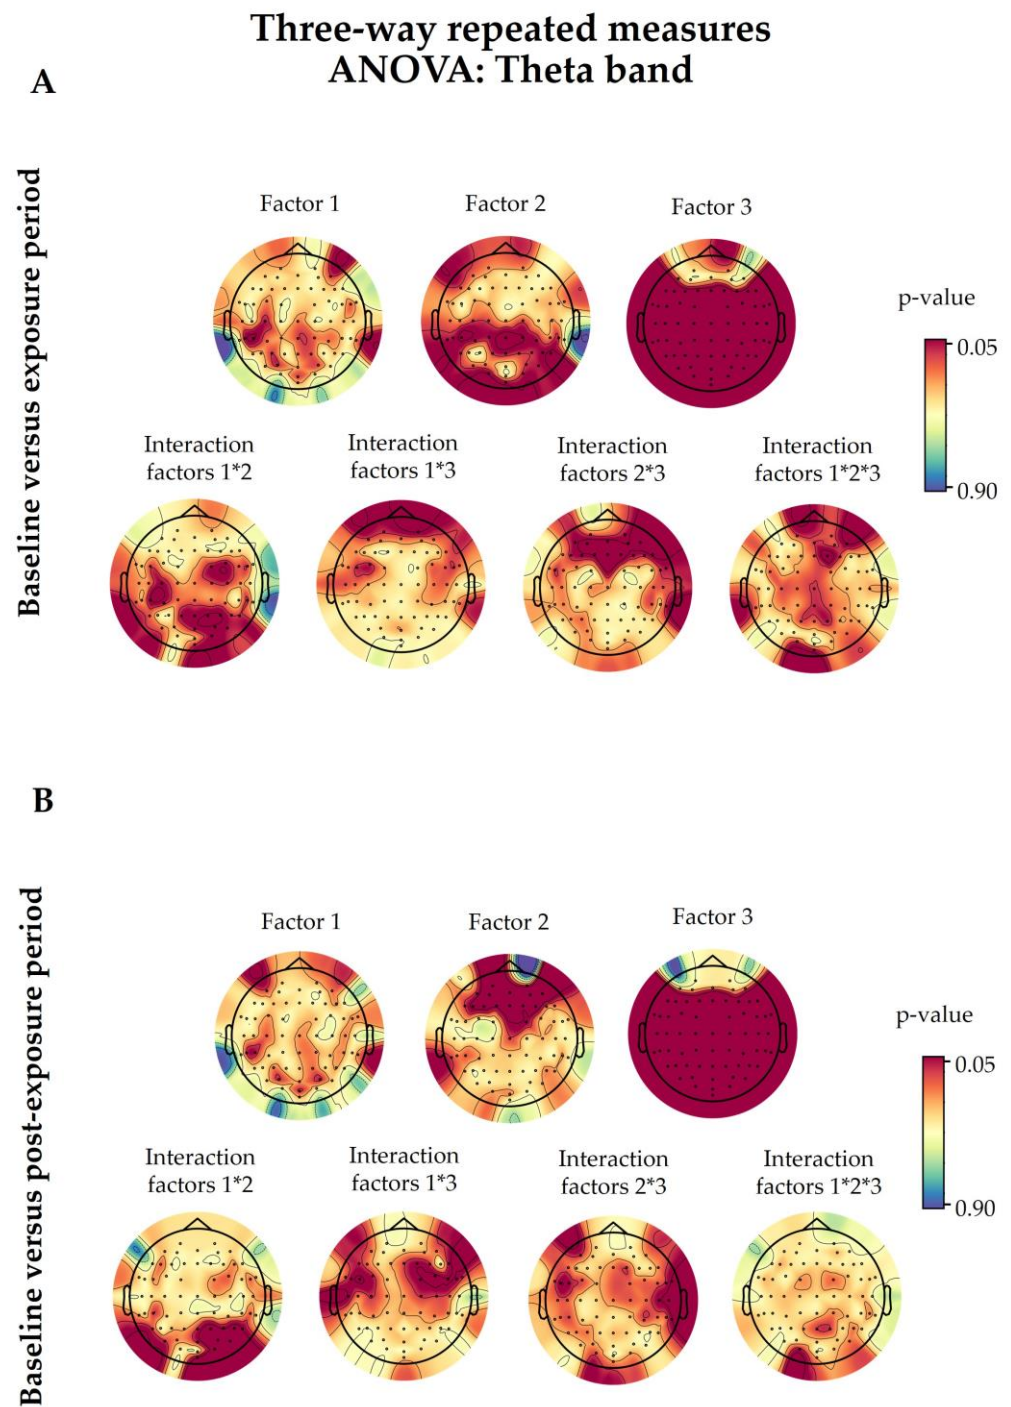 Three-way repeated measures
ANOVA: Theta band
A
Baseline versus exposure period
Factor 1
Factor 2
Factor 3
p-value
0.05
0.90
Interaction
factors 1*2
Interaction
factors 1*3
Interaction
factors 2*3
Interaction
factors 1*2*3
B
Baseline versus post-exposure period
Factor 1
Factor 2
Factor 3
p-value
0.05
0.90
Interaction
factors 1*2
Interaction
factors 1*3
Interaction
factors 2*3
Interaction
factors 1*2*3